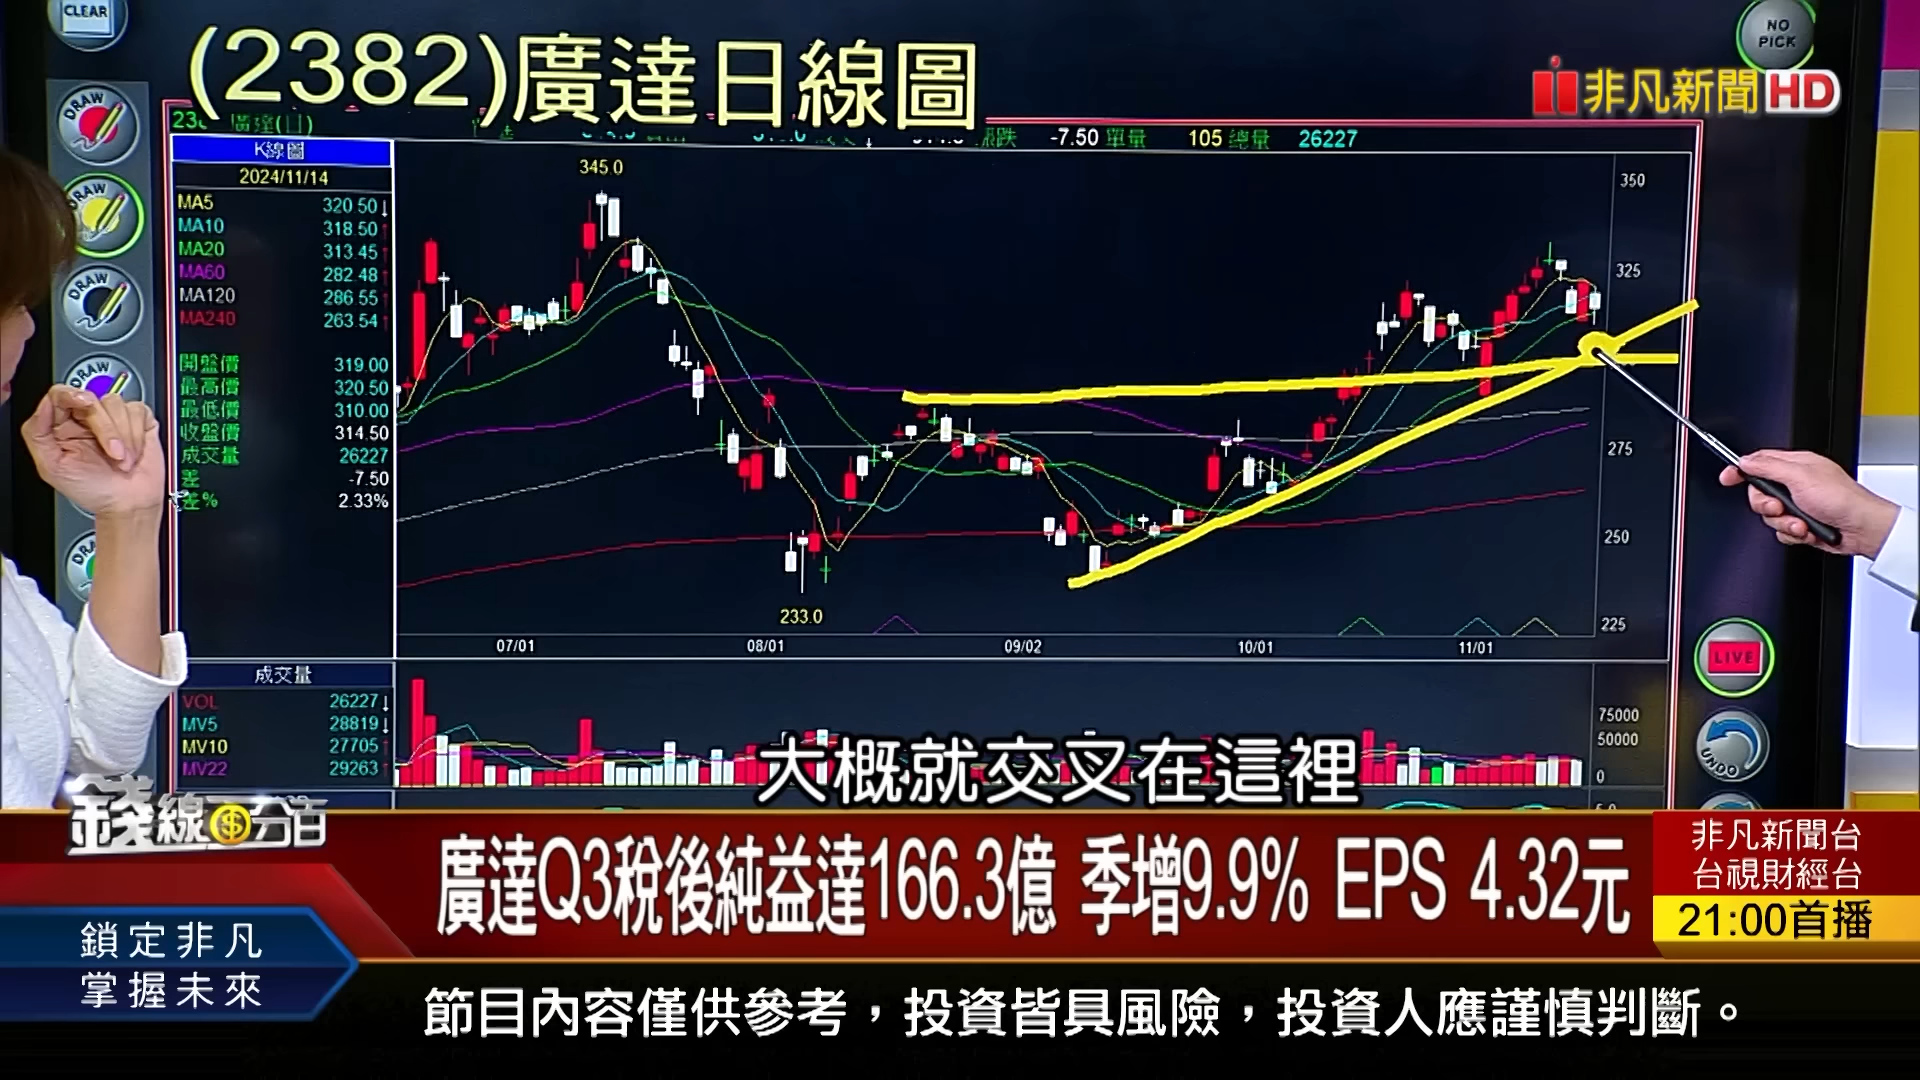 CLEAR
(2382)廣達日線圖
NO PICK
非凡新聞HD
廣達(日)
-7.50 單量 105 總量 26227
K線圖
2024/11/14
MA5 320.50↓
MA10 318.50↑
MA20 313.45↑
MA60 282.48↑
MA120 286.55↑
MA240 263.54↑
開盤價 319.00
最高價 320.50
最低價 310.00
收盤價 314.50
成交量 26227
差 -7.50
差% 2.33%
DRAW
DRAW
DRAW
DRAW
345.0
233.0
350
325
275
250
225
07/01 08/01 09/02 10/01 11/01
LIVE
UNDO
成交量
VOL 26227↓
MV5 28819↓
MV10 27705↑
MV22 29263↑
75000
50000
0
大概就交叉在這裡
錢線百分百
廣達Q3稅後純益達166.3億 季增9.9% EPS 4.32元
非凡新聞台
台視財經台
21:00首播
鎖定非凡
掌握未來
節目內容僅供參考，投資皆具風險，投資人應謹慎判斷。